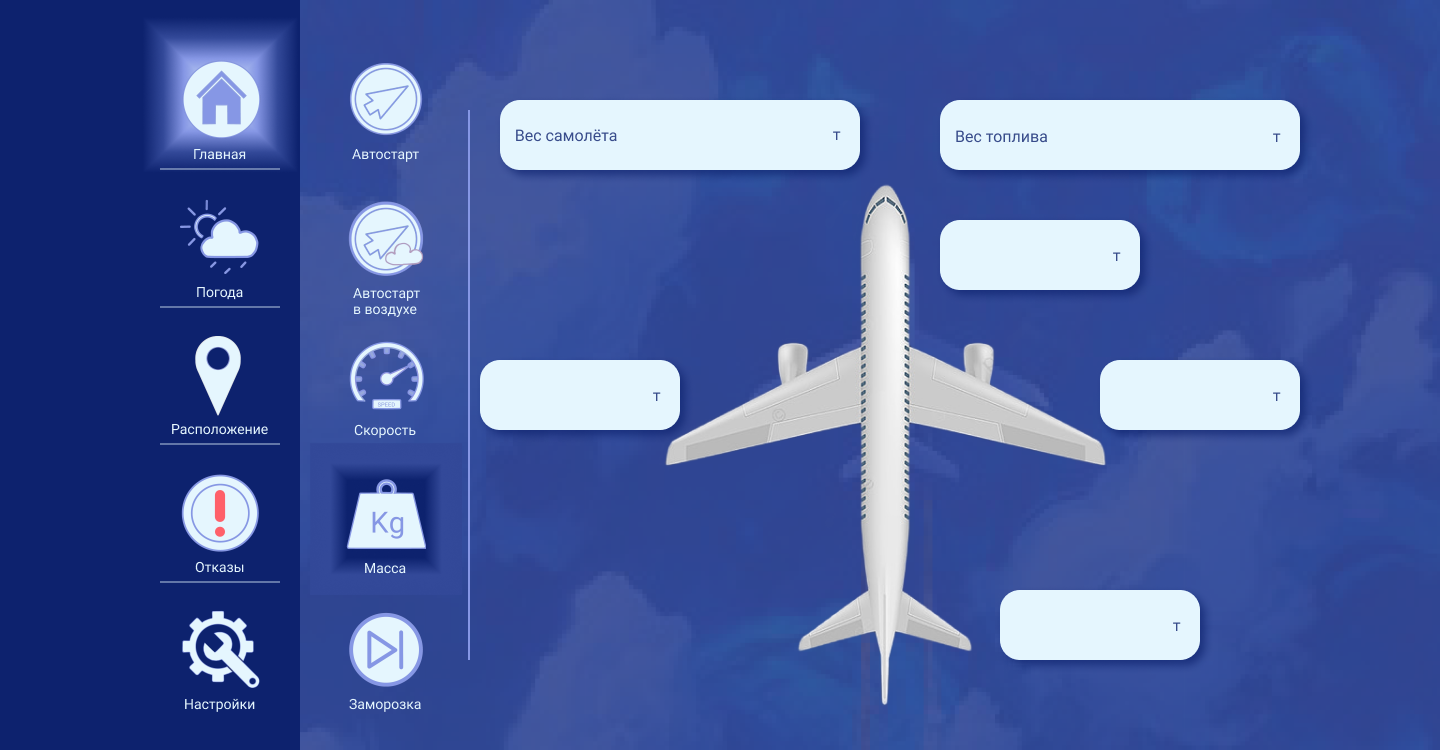 Главная
Погода
Расположение
Отказы
Настройки
Автостарт
Автостарт
в воздухе
SPEED
Скорость
Kg
Масса
Заморозка
Вес самолёта т
Вес топлива т
т
т
т
т